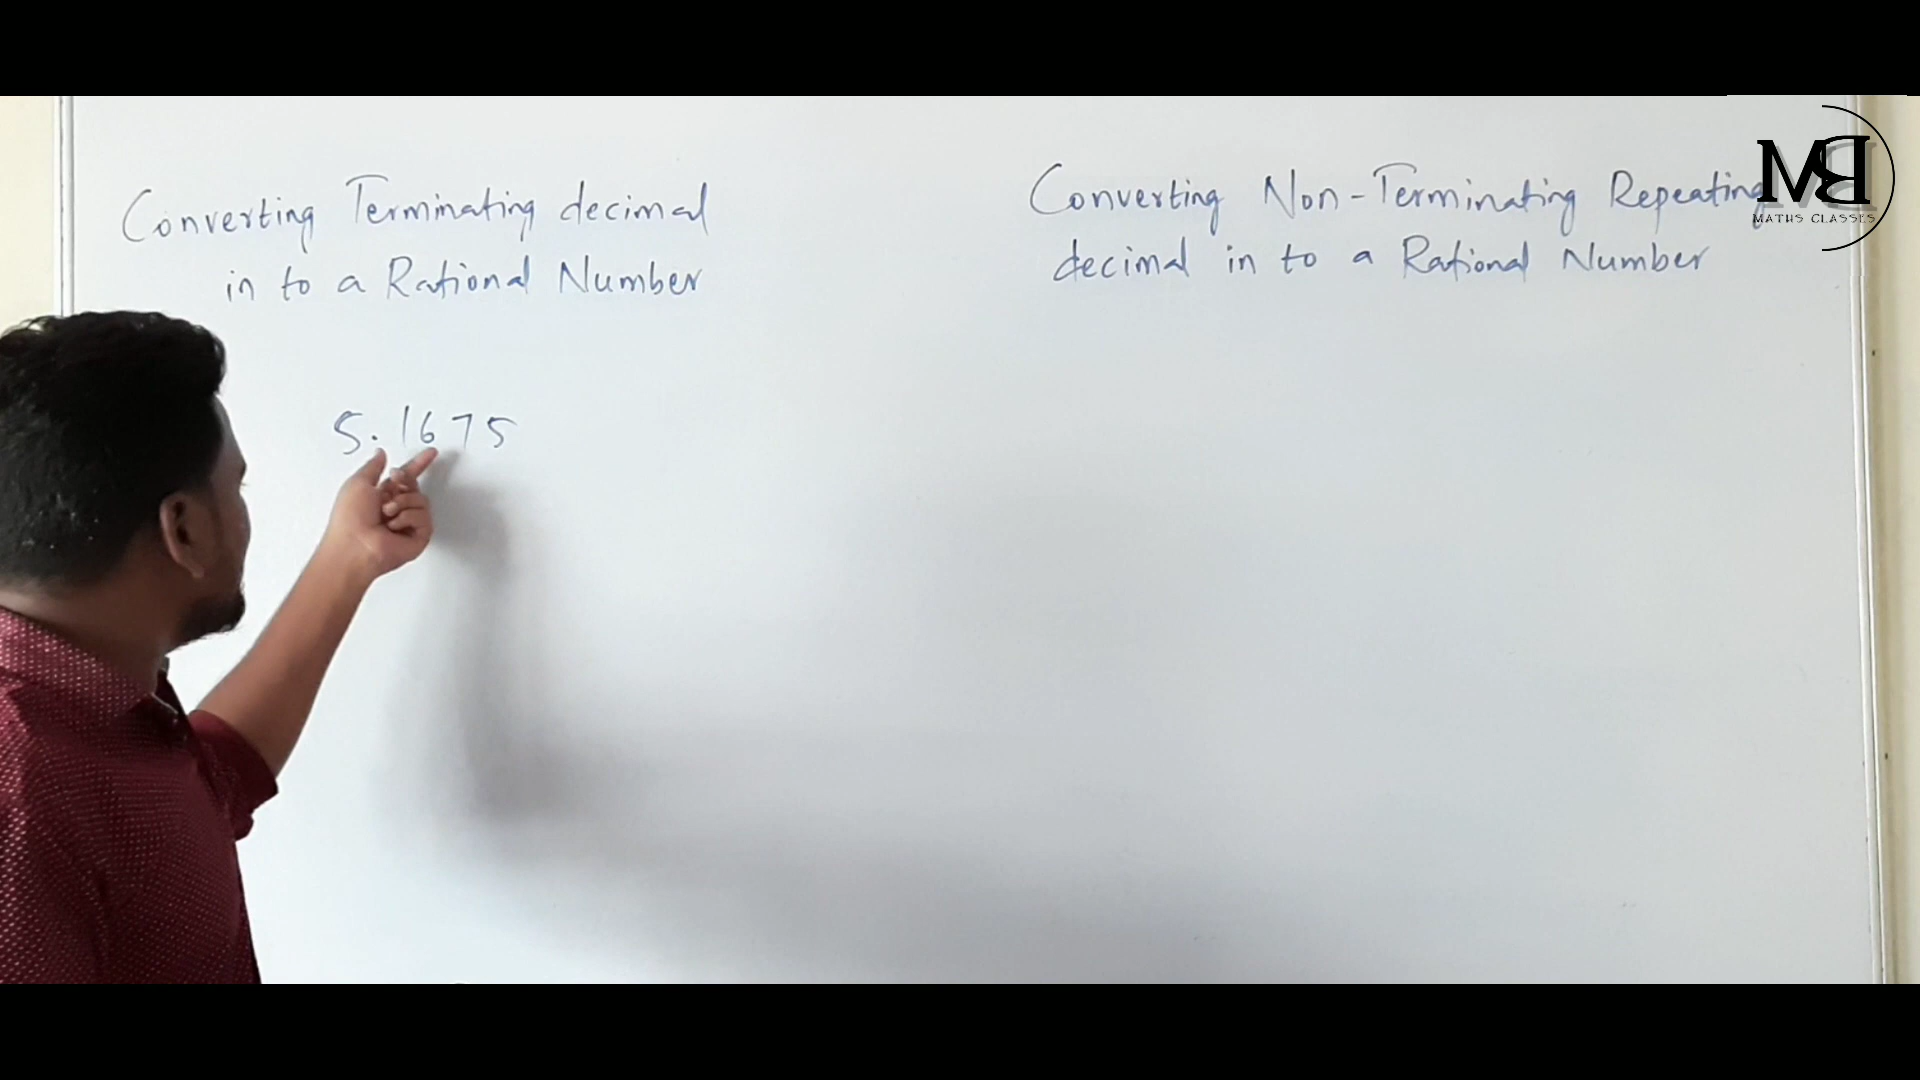 Converting Terminating decimal
in to a Rational Number
5.1675
Converting Non-Terminating Repeating
decimal in to a Rational Number
MB
MATHS CLASSES